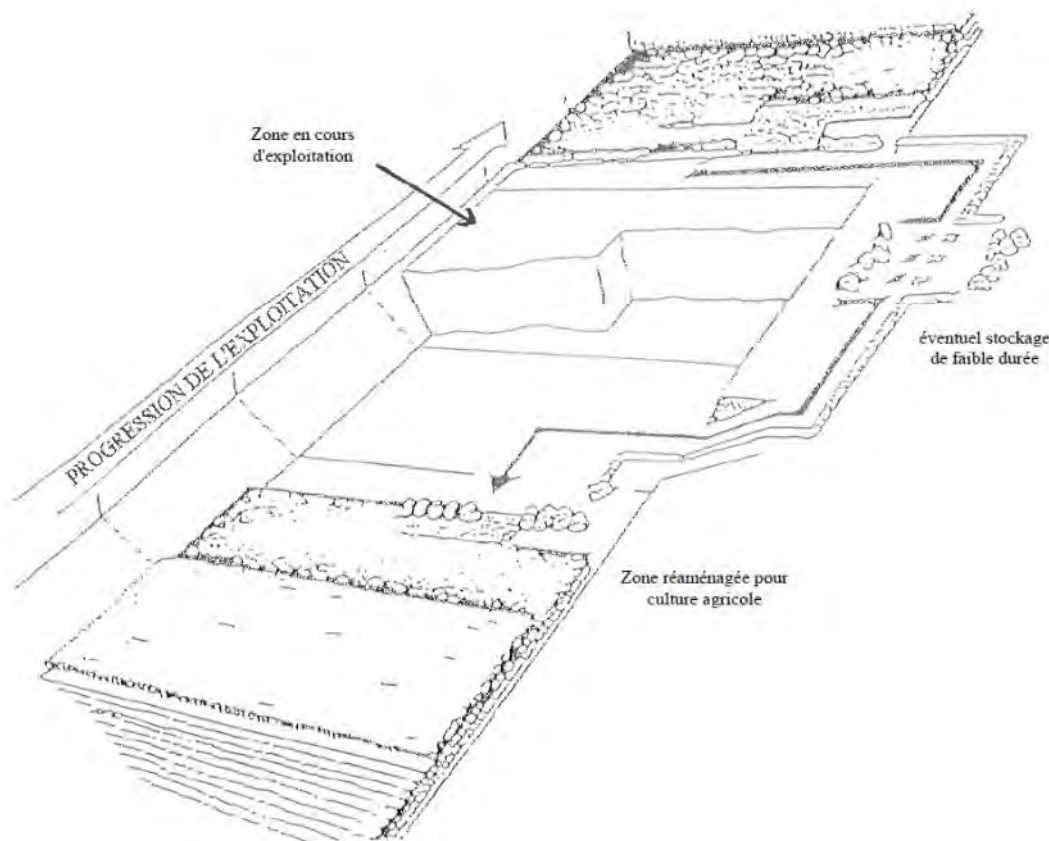 Zone en cours
d'exploitation
PROGRESSION DE L'EXPLOITATION
éventuel stockage
de faible durée
Zone réaménagée pour
culture agricole